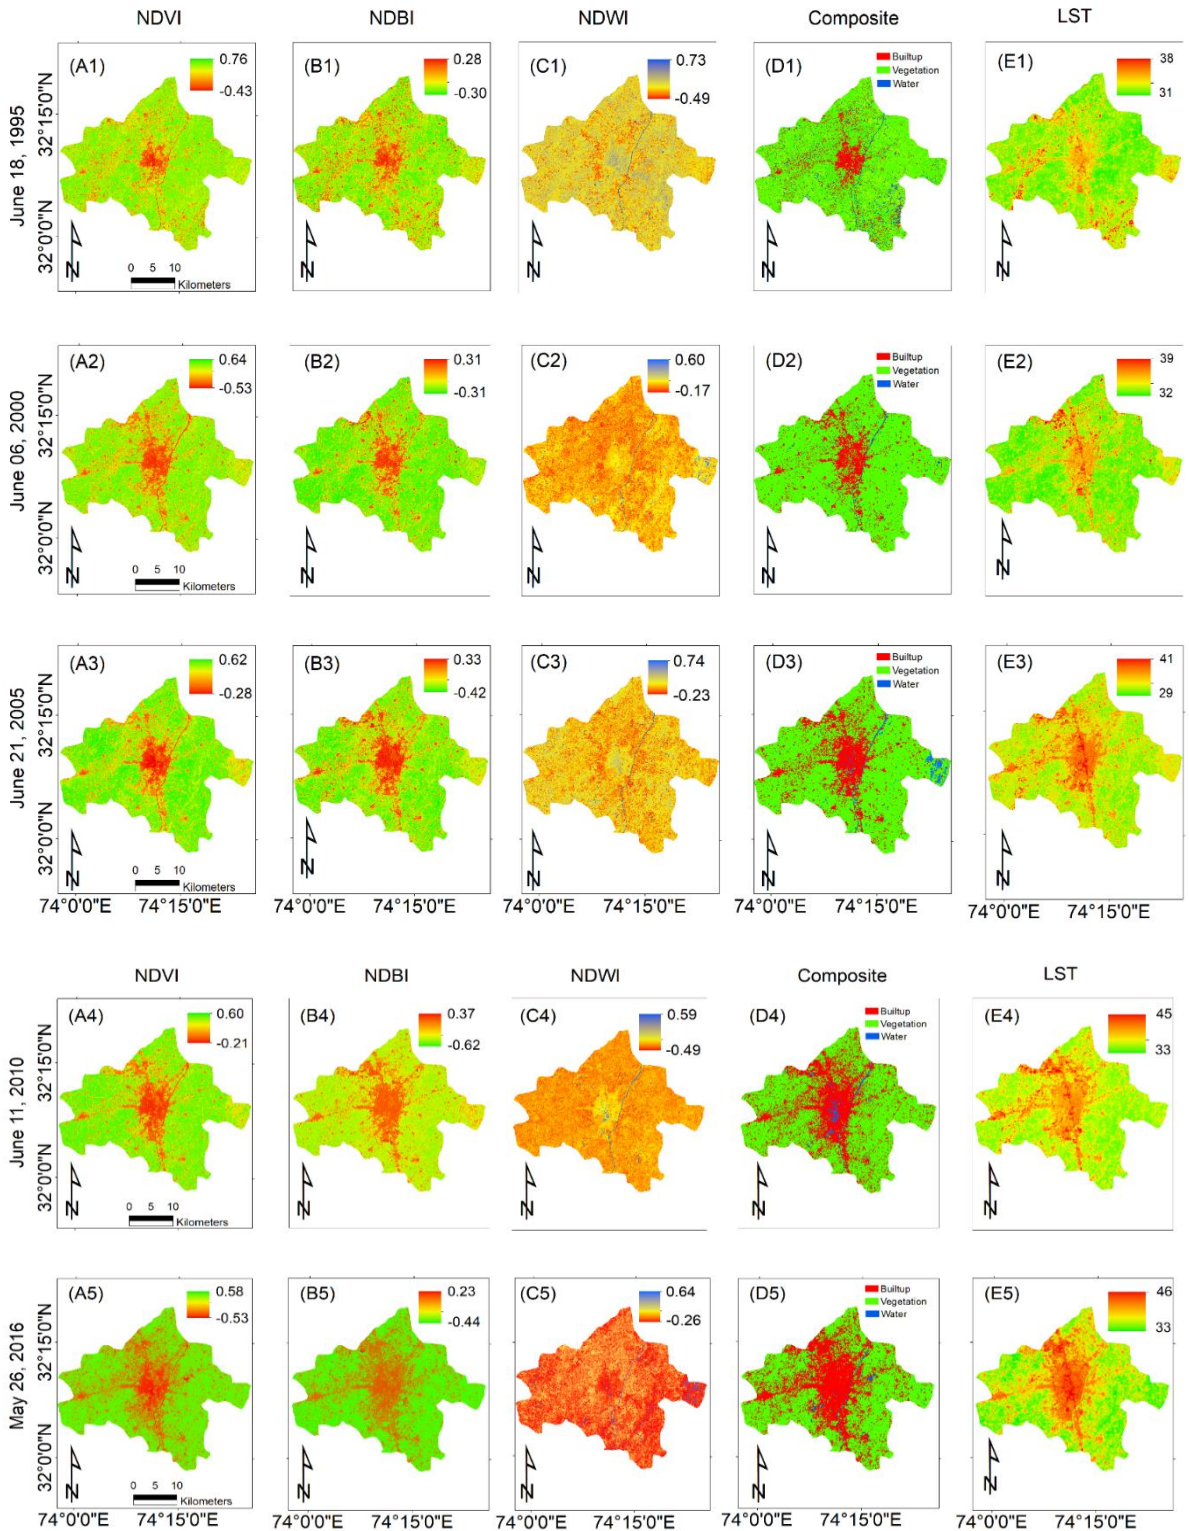 NDVI NDBI NDWI Composite LST
June 18, 1995
32°15'0"N
32°0'0"N
(A1) 0.76 -0.43
N
0 5 10
Kilometers
(B1) 0.28 -0.30
N
(C1) 0.73 -0.49
N
(D1) Builtup
Vegetation
Water
N
(E1) 38 31
N
June 06, 2000
32°15'0"N
32°0'0"N
(A2) 0.64 -0.53
N
0 5 10
Kilometers
(B2) 0.31 -0.31
N
(C2) 0.60 -0.17
N
(D2) Builtup
Vegetation
Water
N
(E2) 39 32
N
June 21, 2005
32°15'0"N
32°0'0"N
(A3) 0.62 -0.28
N
0 5 10
Kilometers
(B3) 0.33 -0.42
N
(C3) 0.74 -0.23
N
(D3) Builtup
Vegetation
Water
N
(E3) 41 29
N
74°0'0"E 74°15'0"E 74°0'0"E 74°15'0"E 74°0'0"E 74°15'0"E 74°0'0"E 74°15'0"E 74°0'0"E 74°15'0"E
NDVI NDBI NDWI Composite LST
June 11, 2010
32°15'0"N
32°0'0"N
(A4) 0.60 -0.21
N
0 5 10
Kilometers
(B4) 0.37 -0.62
N
(C4) 0.59 -0.49
N
(D4) Builtup
Vegetation
Water
N
(E4) 45 33
N
May 26, 2016
32°15'0"N
32°0'0"N
(A5) 0.58 -0.53
N
0 5 10
Kilometers
(B5) 0.23 -0.44
N
(C5) 0.64 -0.26
N
(D5) Builtup
Vegetation
Water
N
(E5) 46 33
N
74°0'0"E 74°15'0"E 74°0'0"E 74°15'0"E 74°0'0"E 74°15'0"E 74°0'0"E 74°15'0"E 74°0'0"E 74°15'0"E